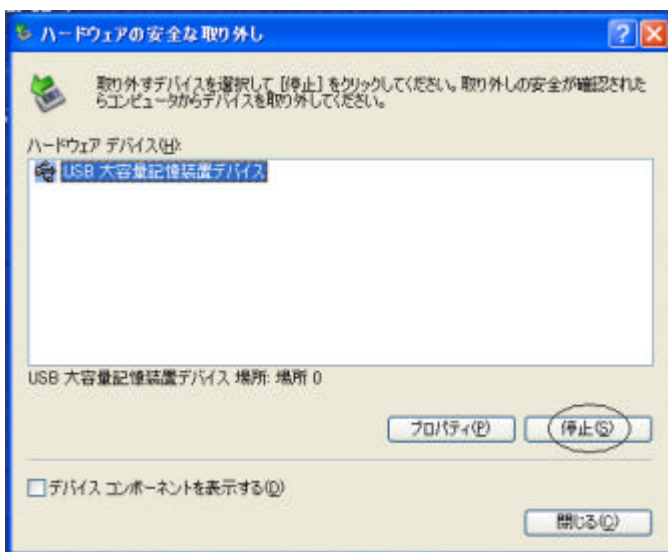 ハードウェアの安全な取り外し
取り外すデバイスを選択して [停止] をクリックしてください。取り外しの安全が確認された
らコンピュータからデバイスを取り外してください。
ハードウェア デバイス(H):
USB 大容量記憶装置デバイス
USB 大容量記憶装置デバイス 場所: 場所 0
プロパティ(P)
停止(S)
デバイス コンポーネントを表示する(D)
閉じる(C)